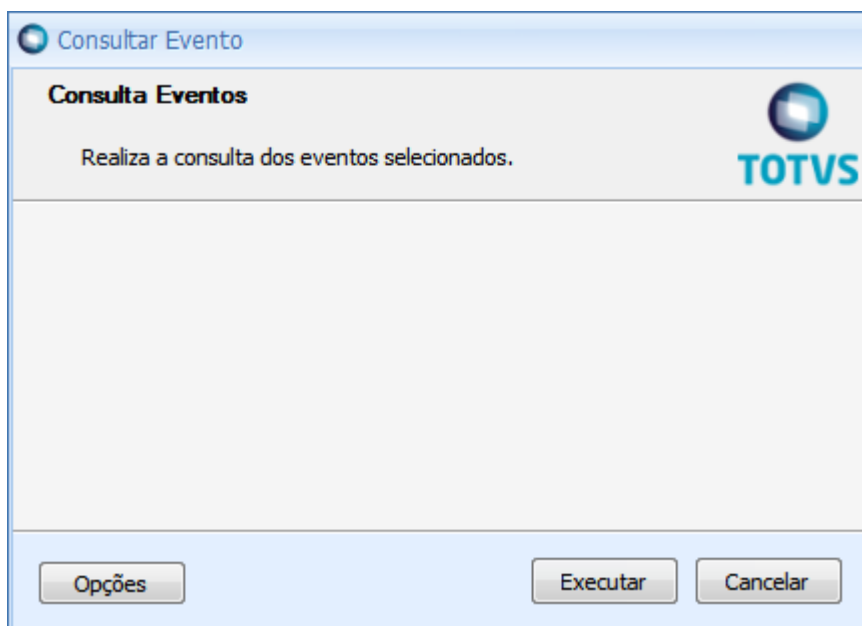 Consultar Evento
Consulta Eventos
Realiza a consulta dos eventos selecionados.
TOTVS
Opções
Executar
Cancelar